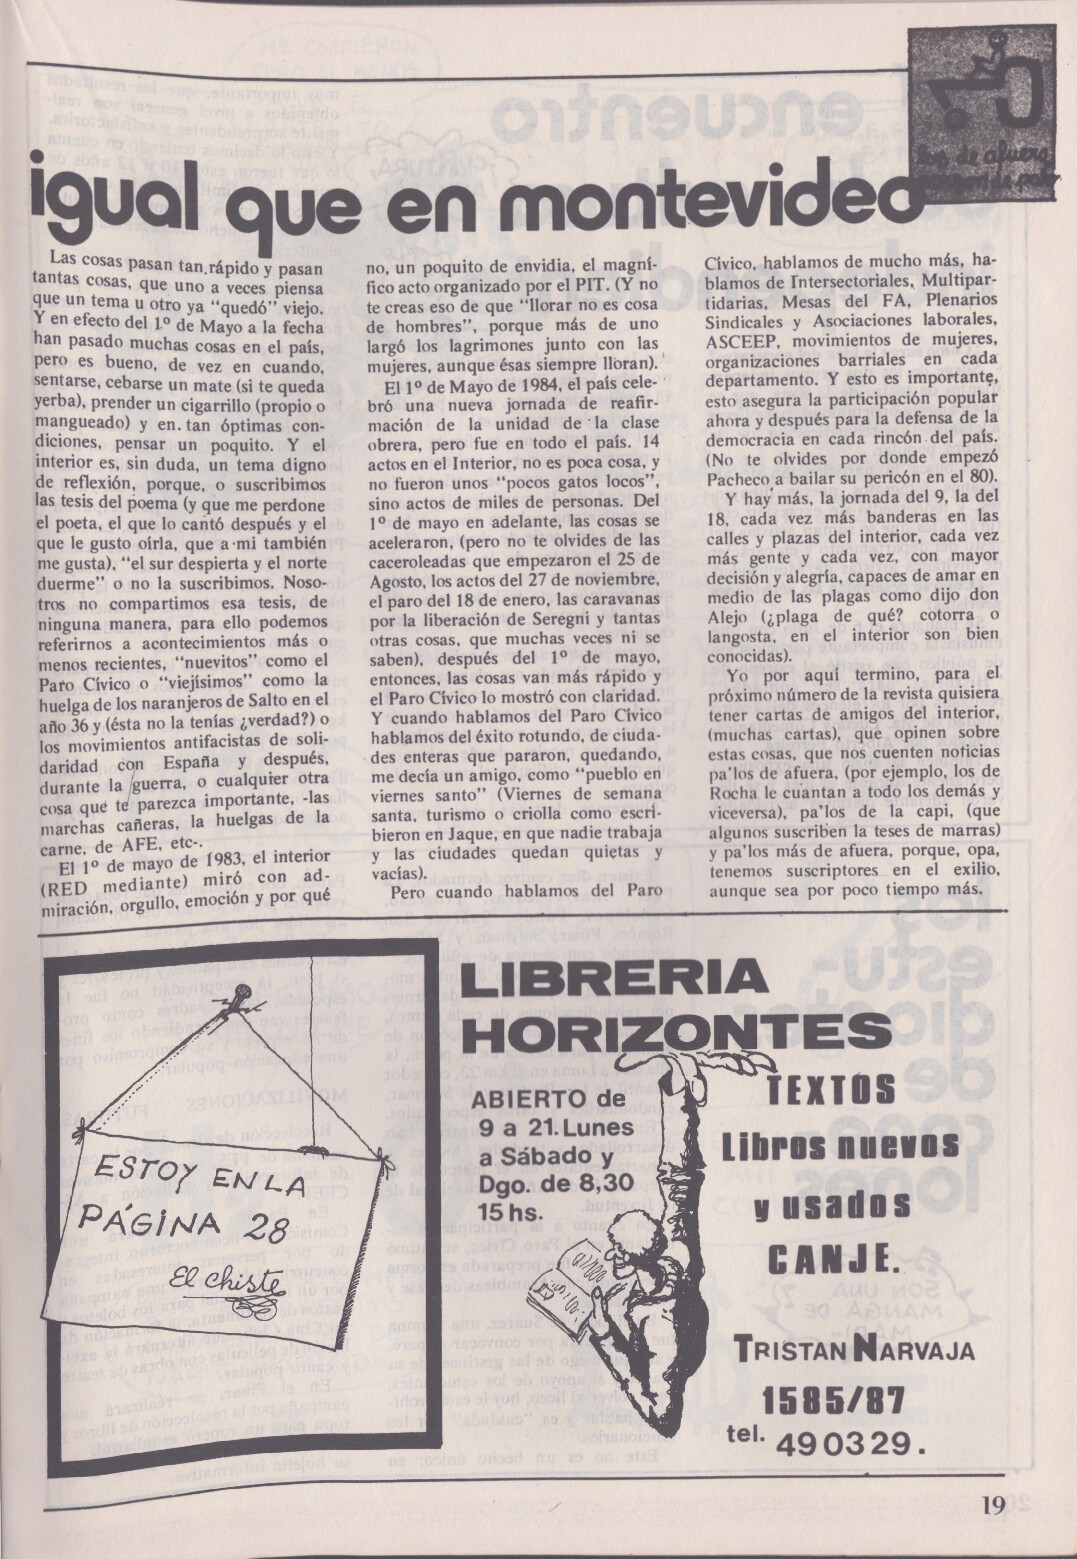 los de afuera
igual que en montevideo
Las cosas pasan tan rápido y pasan
tantas cosas, que uno a veces piensa
que un tema u otro ya “quedó” viejo.
Y en efecto del 1º de Mayo a la fecha
han pasado muchas cosas en el país,
pero es bueno, de vez en cuando,
sentarse, cebarse un mate (si te queda
yerba), prender un cigarrillo (propio o
mangueado) y en. tan óptimas con-
diciones, pensar un poquito. Y el
interior es, sin duda, un tema digno
de reflexión, porque, o suscribimos
las tesis del poema (y que me perdone
el poeta, el que lo cantó después y el
que le gusto oírla, que a mi también
me gusta), “el sur despierta y el norte
duerme” o no la suscribimos. Noso-
tros no compartimos esa tesis, de
ninguna manera, para ello podemos
referirnos a acontecimientos más o
menos recientes, “nuevitos” como el
Paro Cívico o “viejísimos” como la
huelga de los naranjeros de Salto en el
año 36 y (ésta no la tenías ¿verdad?) o
los movimientos antifacistas de soli-
daridad con España y después,
durante la guerra, o cualquier otra
cosa que te parezca importante, -las
marchas cañeras, la huelgas de la
carne, de AFE, etc-.
El 1º de mayo de 1983, el interior
(RED mediante) miró con ad-
miración, orgullo, emoción y por qué
no, un poquito de envidia, el magní-
fico acto organizado por el PIT. (Y no
te creas eso de que “llorar no es cosa
de hombres”, porque más de uno
largó los lagrimones junto con las
mujeres, aunque ésas siempre lloran).
El 1º de Mayo de 1984, el país cele-
bró una nueva jornada de reafir-
mación de la unidad de la clase
obrera, pero fue en todo el país. 14
actos en el Interior, no es poca cosa, y
no fueron unos “pocos gatos locos”,
sino actos de miles de personas. Del
1º de mayo en adelante, las cosas se
aceleraron, (pero no te olvides de las
caceroleadas que empezaron el 25 de
Agosto, los actos del 27 de noviembre,
el paro del 18 de enero, las caravanas
por la liberación de Seregni y tantas
otras cosas, que muchas veces ni se
saben), después del 1º de mayo,
entonces, las cosas van más rápido y
el Paro Cívico lo mostró con claridad.
Y cuando hablamos del Paro Cívico
hablamos del éxito rotundo, de ciuda-
des enteras que pararon, quedando,
me decía un amigo, como “pueblo en
viernes santo” (Viernes de semana
santa, turismo o criolla como escri-
bieron en Jaque, en que nadie trabaja
y las ciudades quedan quietas y
vacías).
Pero cuando hablamos del Paro
Cívico, hablamos de mucho más, ha-
blamos de Intersectoriales, Multipar-
tidarias, Mesas del FA, Plenarios
Sindicales y Asociaciones laborales,
ASCEEP, movimientos de mujeres,
organizaciones barriales en cada
departamento. Y esto es importante,
esto asegura la participación popular
ahora y después para la defensa de la
democracia en cada rincón del país.
(No te olvides por donde empezó
Pacheco a bailar su pericón en el 80).
Y hay más, la jornada del 9, la del
18, cada vez más banderas en las
calles y plazas del interior, cada vez
más gente y cada vez, con mayor
decisión y alegría, capaces de amar en
medio de las plagas como dijo don
Alejo (¿plaga de qué? cotorra o
langosta, en el interior son bien
conocidas).
Yo por aquí termino, para el
próximo número de la revista quisiera
tener cartas de amigos del interior,
(muchas cartas), que opinen sobre
estas cosas, que nos cuenten noticias
pa'los de afuera, (por ejemplo, los de
Rocha le cuantan a todo los demás y
viceversa), pa'los de la capi, (que
algunos suscriben la teses de marras)
y pa'los más de afuera, porque, opa,
tenemos suscriptores en el exilio,
aunque sea por poco tiempo más.
ESTOY EN LA
PÁGINA 28
El chiste
LIBRERIA
HORIZONTES
ABIERTO de
9 a 21. Lunes
a Sábado y
Dgo. de 8,30
15 hs.
TEXTOS
Libros nuevos
y usados
CANJE.
TRISTAN NARVAJA
1585/87
tel. 490329.
19